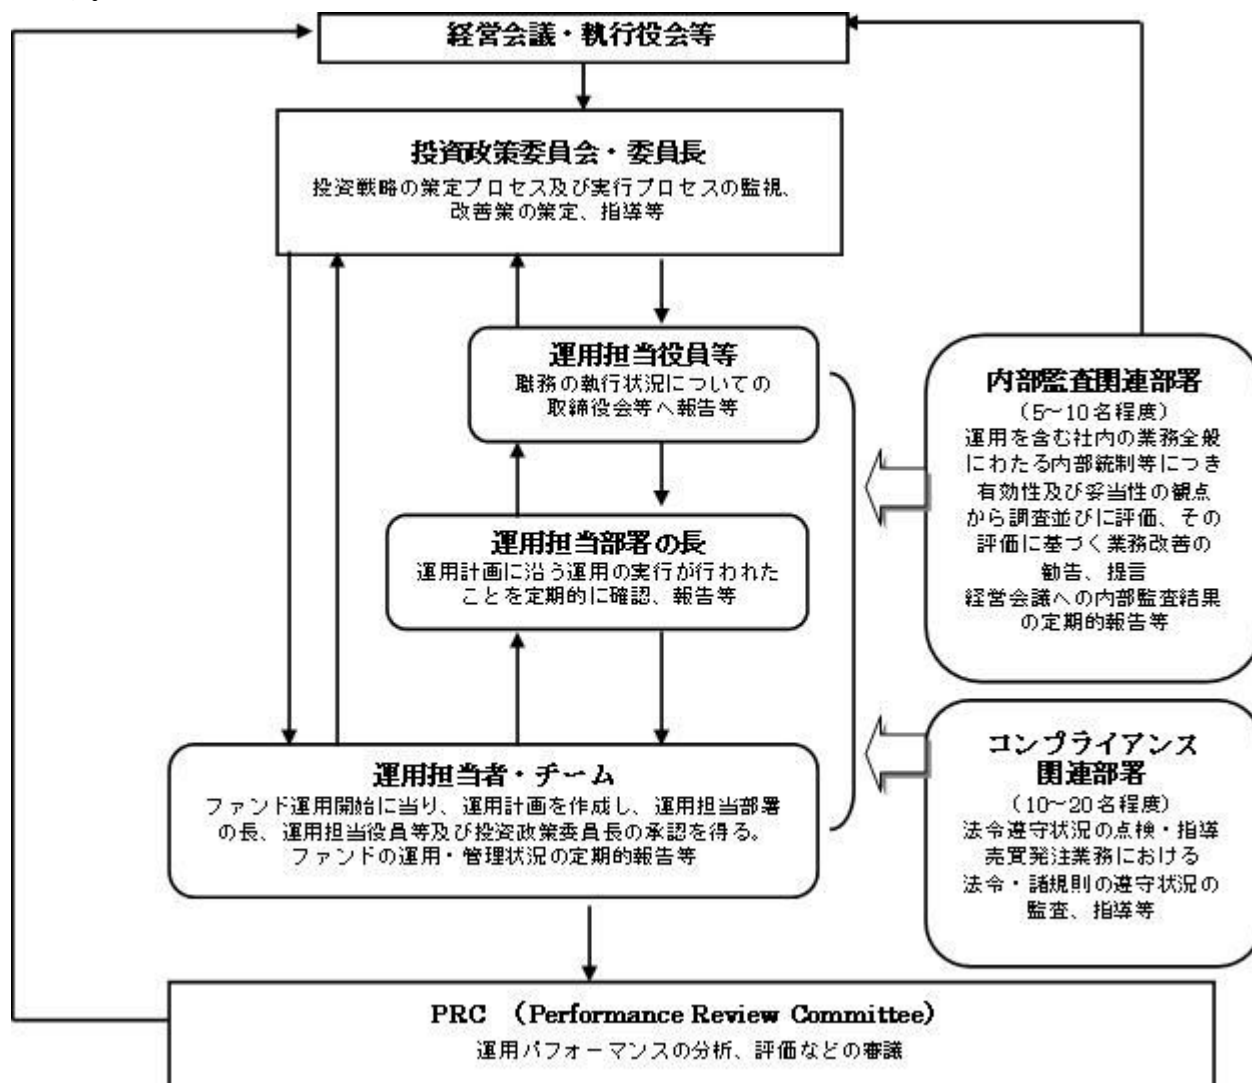 経営会議・執行役会等
投資政策委員会・委員長
投資戦略の策定プロセス及び実行プロセスの監視、
改善策の策定、指導等
運用担当役員等
職務の執行状況についての
取締役会等へ報告等
運用担当部署の長
運用計画に沿う運用の実行が行われた
ことを定期的に確認、報告等
運用担当者・チーム
ファンド運用開始に当り、運用計画を作成し、運用担当部署
の長、運用担当役員等及び投資政策委員長の承認を得る。
ファンドの運用・管理状況の定期的報告等
内部監査関連部署
（5～10名程度）
運用を含む社内の業務全般
にわたる内部統制等につき
有効性及び妥当性の観点
から調査並びに評価、その
評価に基づく業務改善の
勧告、提言
経営会議への内部監査結果
の定期的報告等
コンプライアンス
関連部署
（10～20名程度）
法令遵守状況の点検・指導
売買発注業務における
法令・諸規則の遵守状況の
監査、指導等
PRC （Performance Review Committee）
運用パフォーマンスの分析、評価などの審議